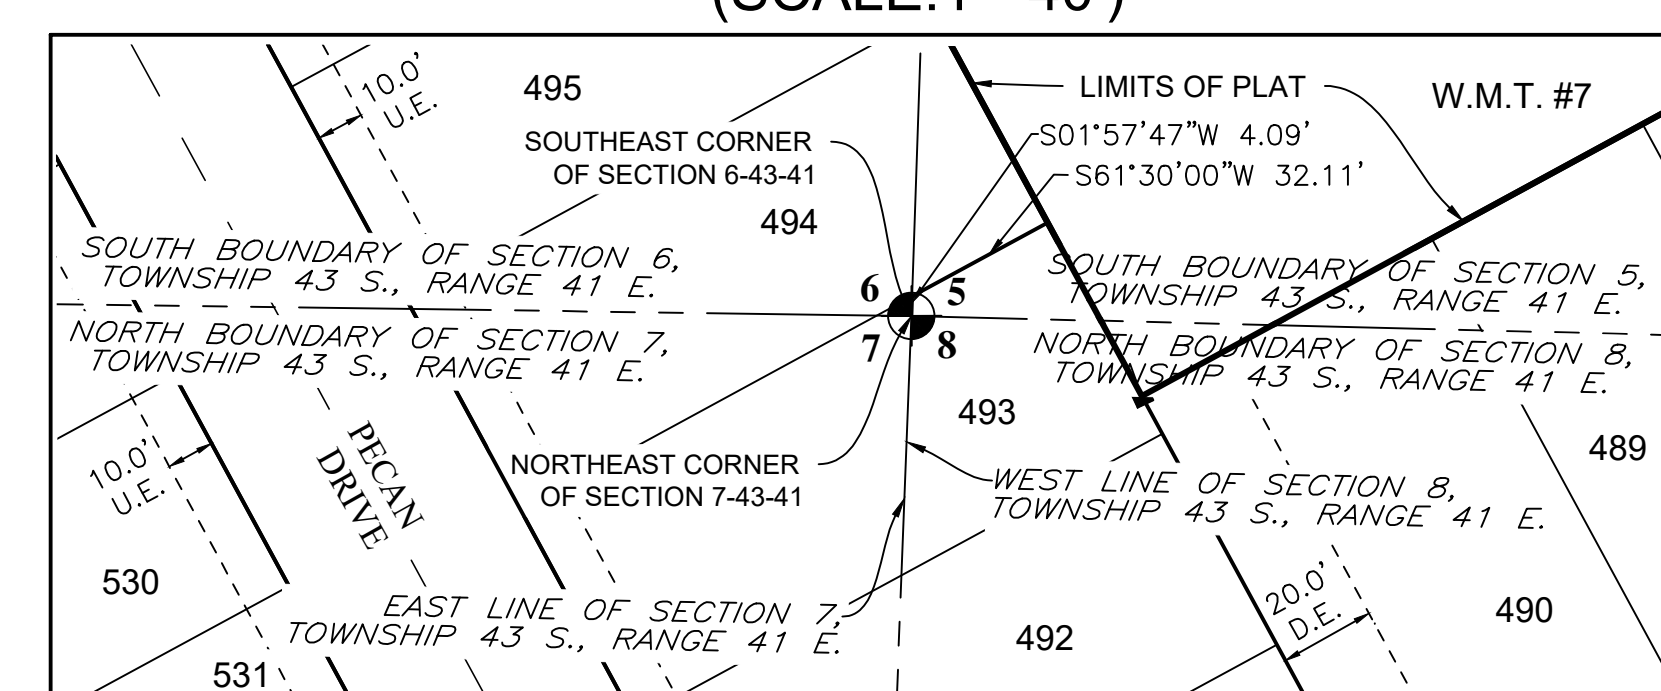 10.0'
U.E.
495
LIMITS OF PLAT
W.M.T. #7
SOUTHEAST CORNER
OF SECTION 6-43-41
S01°57'47"W 4.09'
S61°30'00"W 32.11'
494
SOUTH BOUNDARY OF SECTION 6,
TOWNSHIP 43 S., RANGE 41 E.
SOUTH BOUNDARY OF SECTION 5,
TOWNSHIP 43 S., RANGE 41 E.
6
5
7
8
NORTH BOUNDARY OF SECTION 7,
TOWNSHIP 43 S., RANGE 41 E.
NORTH BOUNDARY OF SECTION 8,
TOWNSHIP 43 S., RANGE 41 E.
493
489
10.0'
U.E.
PECAN
DRIVE
NORTHEAST CORNER
OF SECTION 7-43-41
WEST LINE OF SECTION 8,
TOWNSHIP 43 S., RANGE 41 E.
530
EAST LINE OF SECTION 7,
TOWNSHIP 43 S., RANGE 41 E.
20.0'
D.E.
490
492
531